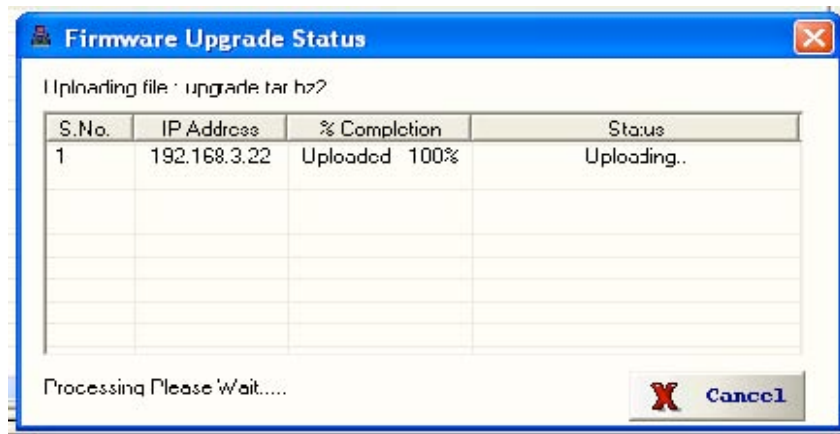 Firmware Upgrade Status
Uploading file : upgrade.tar.bz2
S.No. IP Address % Completion Status
1 192.168.3.22 Uploaded 100% Uploading..
Processing Please Wait.....
X Cancel